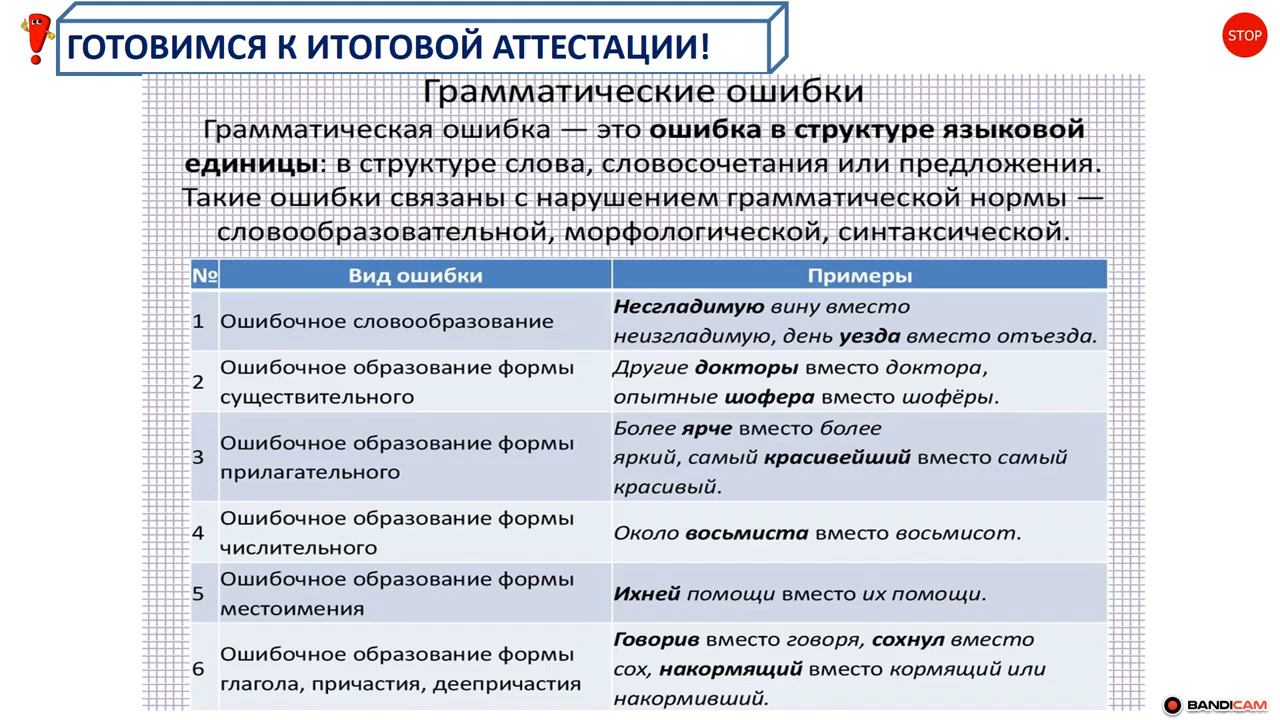 ГОТОВИМСЯ К ИТОГОВОЙ АТТЕСТАЦИИ!
STOP
Грамматические ошибки
Грамматическая ошибка — это ошибка в структуре языковой
единицы: в структуре слова, словосочетания или предложения.
Такие ошибки связаны с нарушением грамматической нормы —
словообразовательной, морфологической, синтаксической.
№ Вид ошибки Примеры
1 Ошибочное словообразование
Несгладимую вину вместо
неизгладимую, день уезда вместо отъезда.
2 Ошибочное образование формы
существительного
Другие докторы вместо доктора,
опытные шофера вместо шофёры.
3 Ошибочное образование формы
прилагательного
Более ярче вместо более
яркий, самый красивейший вместо самый
красивый.
4 Ошибочное образование формы
числительного
Около восьмиста вместо восьмисот.
5 Ошибочное образование формы
местоимения
Ихней помощи вместо их помощи.
6 Ошибочное образование формы
глагола, причастия, деепричастия
Говорив вместо говоря, сохнул вместо
сох, накормящий вместо кормящий или
накормивший.
BANDICAM